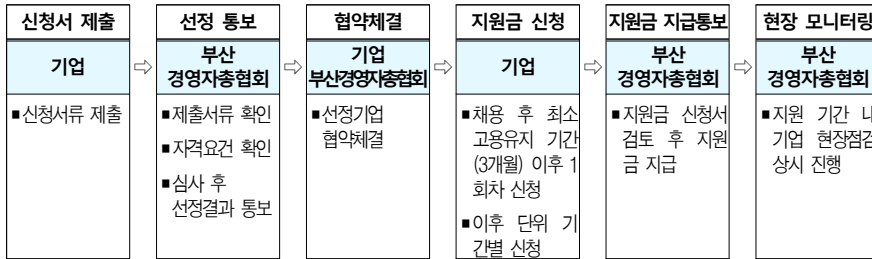 신청서 제출
기업
■신청서류 제출
선정 통보
부산
경영자총협회
■제출서류 확인
■자격요건 확인
■심사 후
선정결과 통보
협약체결
기업
부산경영자총협회
■선정기업
협약체결
지원금 신청
기업
■채용 후 최소
고용유지 기간
(3개월) 이후 1
회차 신청
■이후 단위 기
간별 신청
지원금 지급통보
부산
경영자총협회
■지원금 신청서
검토 후 지원
금 지급
현장 모니터링
부산
경영자총협회
■지원 기간 내
기업 현장점검
상시 진행